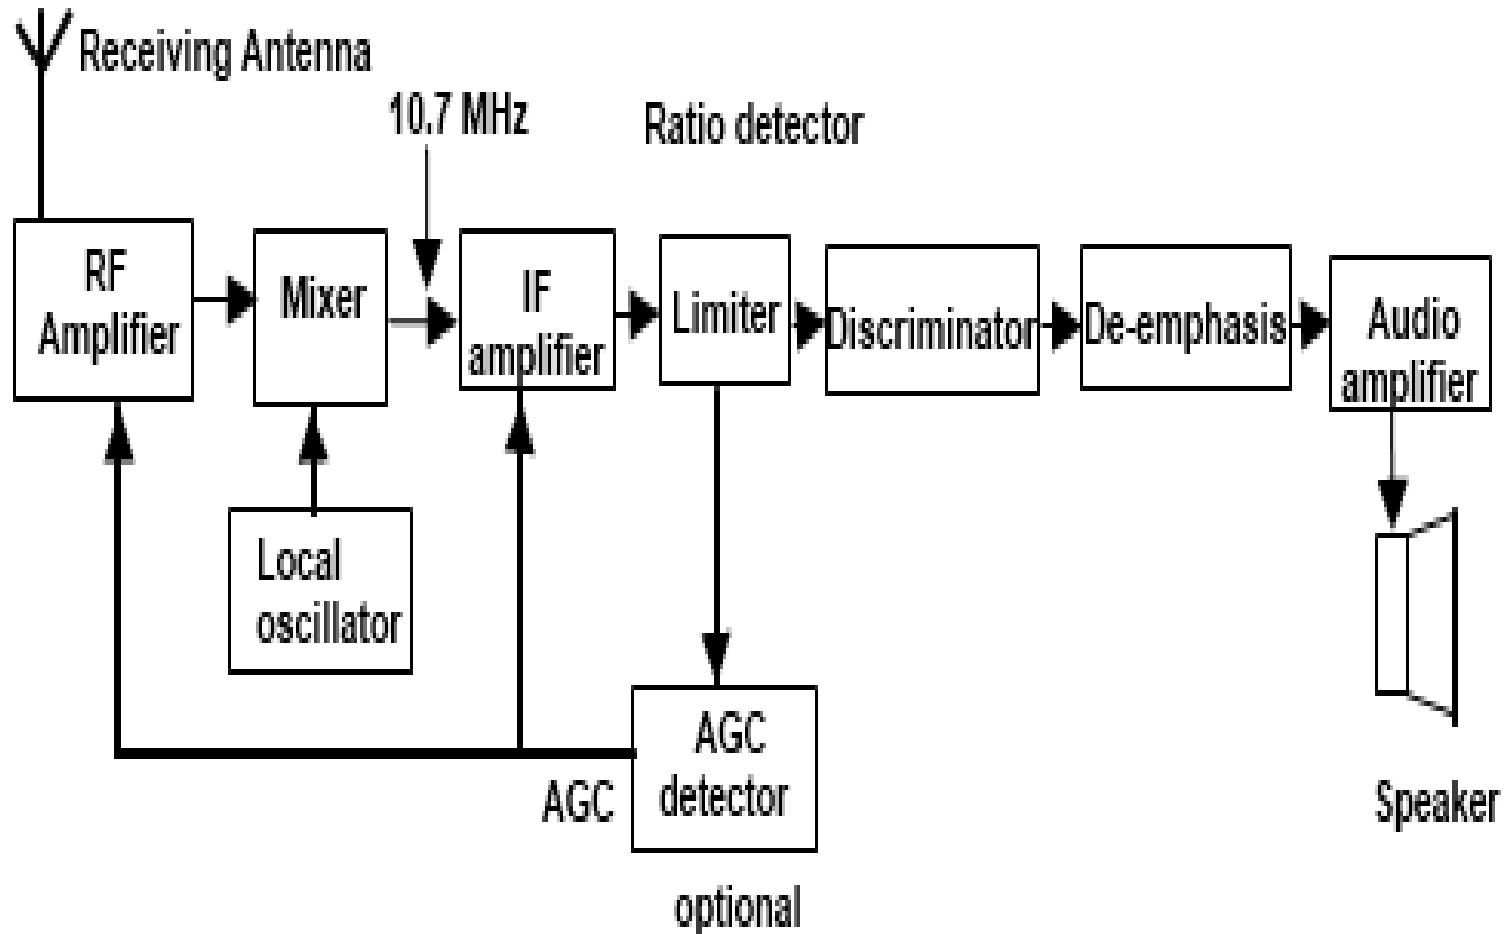 Receiving Antenna
10.7 MHz
Ratio detector
RF
Amplifier
Mixer
IF
amplifier
Limiter
Discriminator
De-emphasis
Audio
amplifier
Local
oscillator
AGC
AGC
detector
Speaker
optional